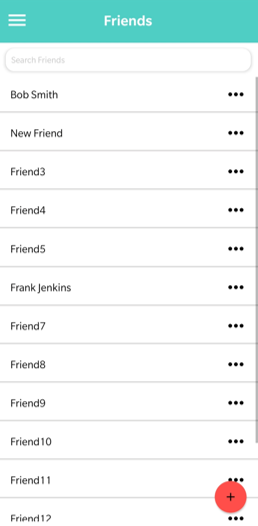 Friends
Search Friends
Bob Smith
New Friend
Friend3
Friend4
Friend5
Frank Jenkins
Friend7
Friend8
Friend9
Friend10
Friend11
Friend12